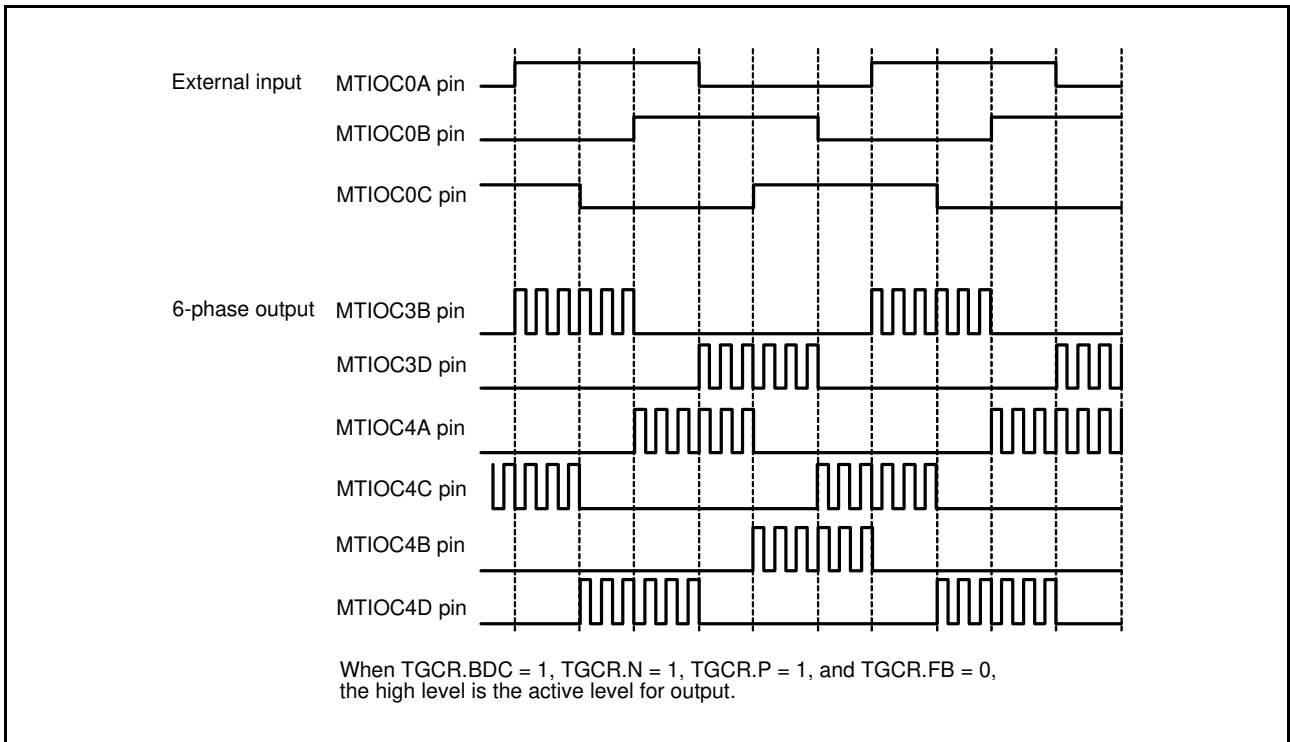 External input MTIOC0A pin
MTIOC0B pin
MTIOC0C pin
6-phase output MTIOC3B pin
MTIOC3D pin
MTIOC4A pin
MTIOC4C pin
MTIOC4B pin
MTIOC4D pin
When TGCR.BDC = 1, TGCR.N = 1, TGCR.P = 1, and TGCR.FB = 0,
the high level is the active level for output.